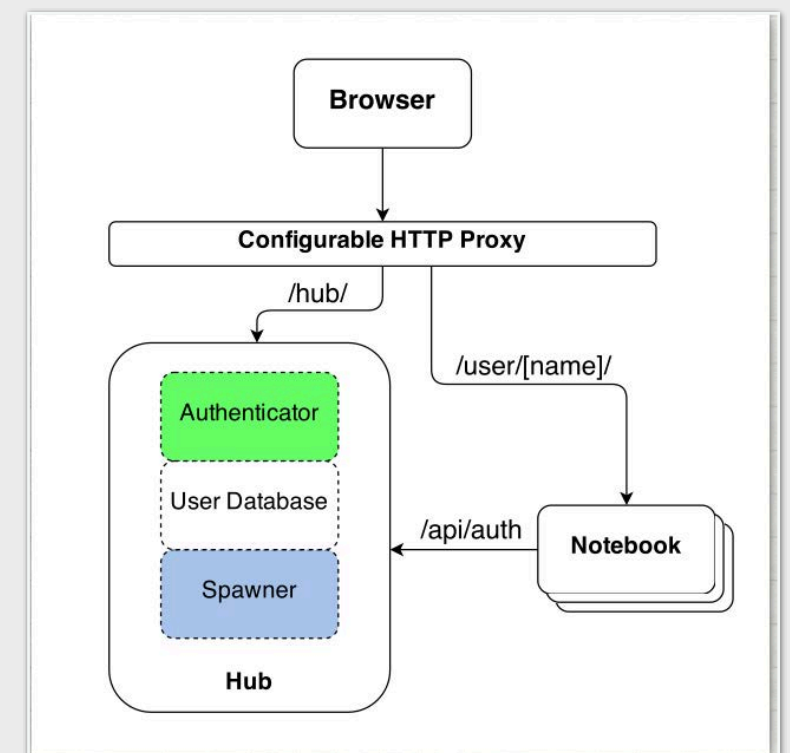 Browser
Configurable HTTP Proxy
/hub/
/user/[name]/
Authenticator
User Database
/api/auth
Notebook
Spawner
Hub